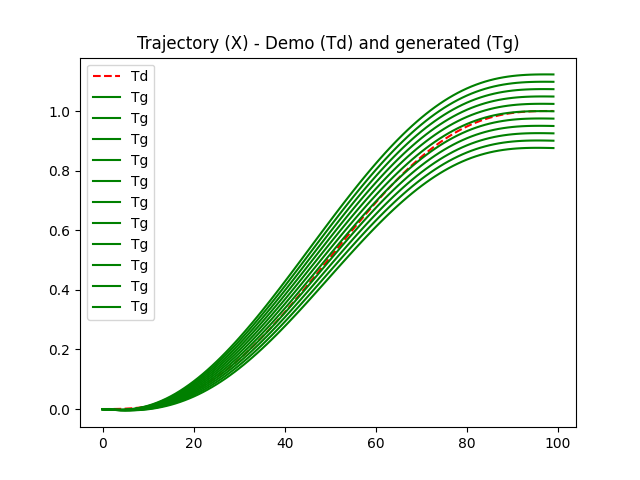 Trajectory (X) - Demo (Td) and generated (Tg)
Td
Tg
Tg
Tg
Tg
Tg
Tg
Tg
Tg
Tg
Tg
Tg
1.0
0.8
0.6
0.4
0.2
0.0
0 20 40 60 80 100